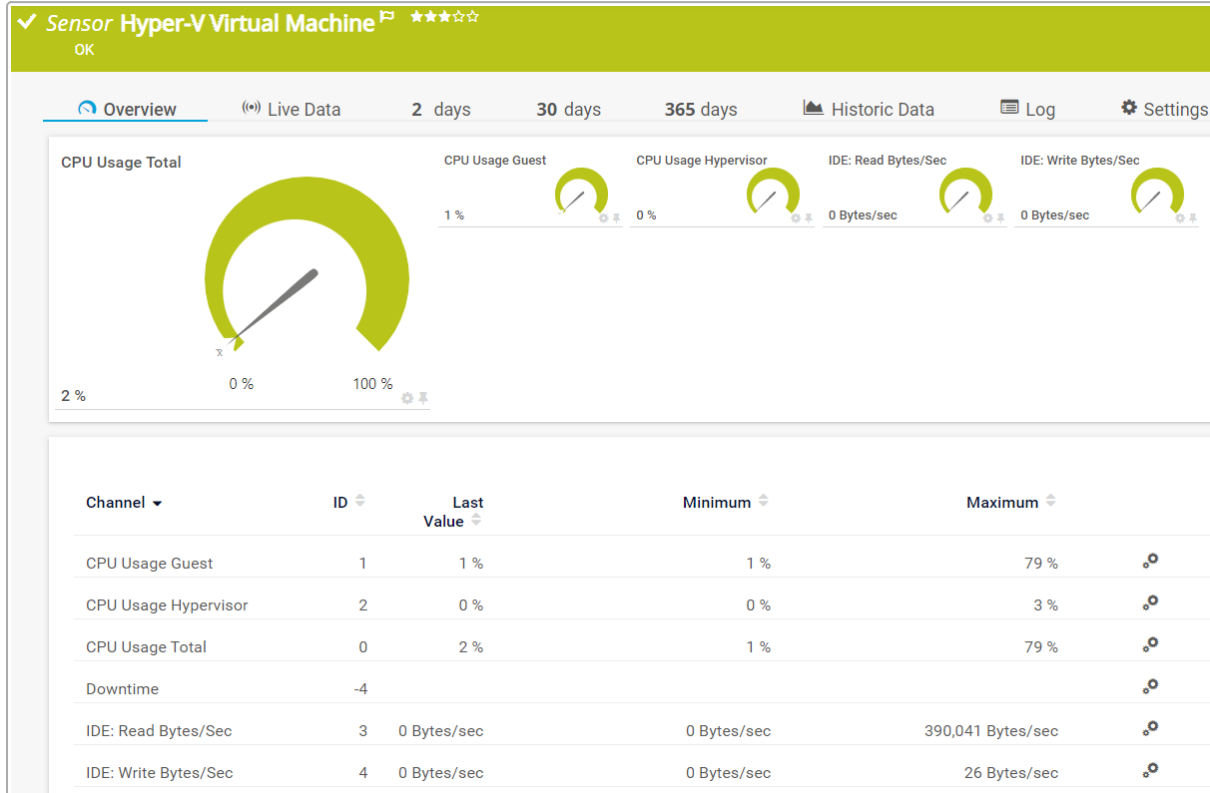 Sensor Hyper-V Virtual Machine
OK
Overview Live Data 2 days 30 days 365 days Historic Data Log Settings
CPU Usage Total
2 %
0 % 100 %
CPU Usage Guest
1 %
CPU Usage Hypervisor
0 %
IDE: Read Bytes/Sec
0 Bytes/sec
IDE: Write Bytes/Sec
0 Bytes/sec
Channel ID Last Value Minimum Maximum
CPU Usage Guest 1 1 % 1 % 79 %
CPU Usage Hypervisor 2 0 % 0 % 3 %
CPU Usage Total 0 2 % 1 % 79 %
Downtime -4
IDE: Read Bytes/Sec 3 0 Bytes/sec 0 Bytes/sec 390,041 Bytes/sec
IDE: Write Bytes/Sec 4 0 Bytes/sec 0 Bytes/sec 26 Bytes/sec